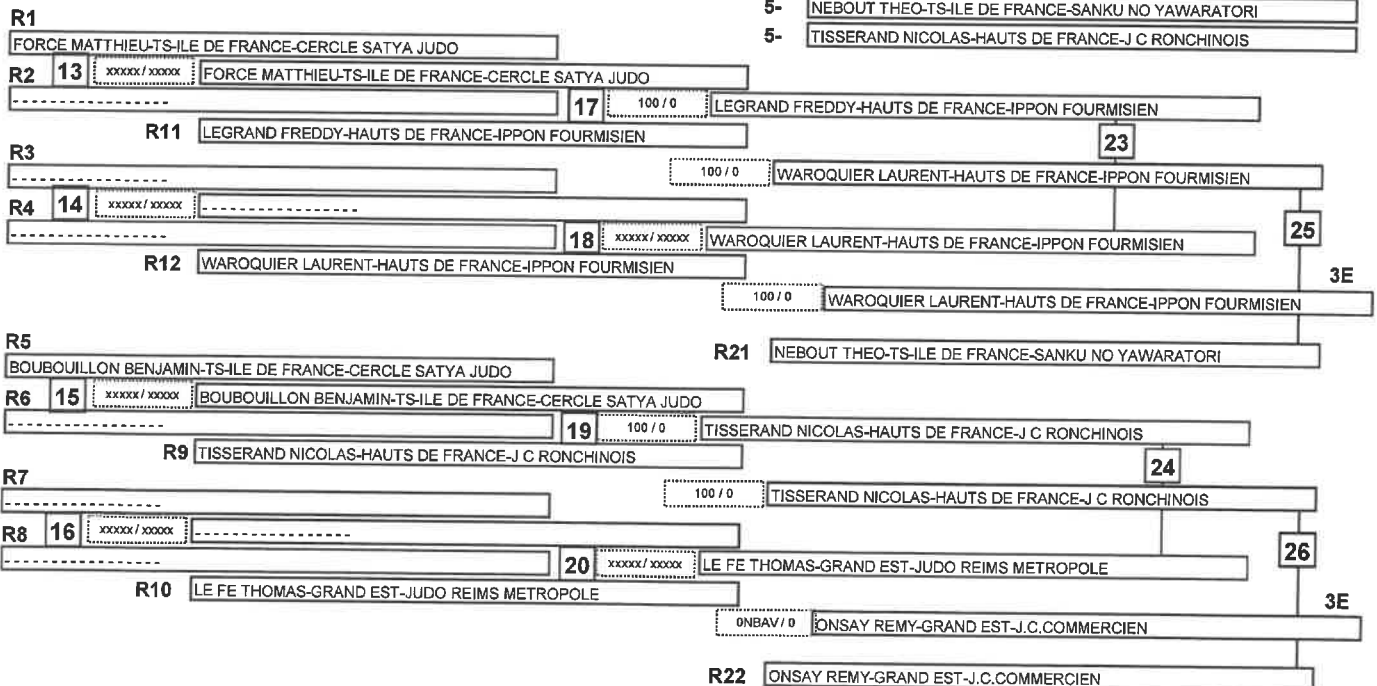 5- NEBOUT THEO-TS-ILE DE FRANCE-SANKU NO YAWARATORI
5- TISSERAND NICOLAS-HAUTS DE FRANCE-J C RONCHINOIS
R1
FORCE MATTHIEU-TS-ILE DE FRANCE-CERCLE SATYA JUDO
R2 13 xxxxx / xxxxx FORCE MATTHIEU-TS-ILE DE FRANCE-CERCLE SATYA JUDO
---------------- 17 100 / 0 LEGRAND FREDDY-HAUTS DE FRANCE-IPPON FOURMISIEN
R11 LEGRAND FREDDY-HAUTS DE FRANCE-IPPON FOURMISIEN
23
R3
---------------- 100 / 0 WAROQUIER LAURENT-HAUTS DE FRANCE-IPPON FOURMISIEN
R4 14 xxxxx / xxxxx ----------------
---------------- 18 xxxxx / xxxxx WAROQUIER LAURENT-HAUTS DE FRANCE-IPPON FOURMISIEN
25
R12 WAROQUIER LAURENT-HAUTS DE FRANCE-IPPON FOURMISIEN
3E
100 / 0 WAROQUIER LAURENT-HAUTS DE FRANCE-IPPON FOURMISIEN
R5
R21 NEBOUT THEO-TS-ILE DE FRANCE-SANKU NO YAWARATORI
BOUBOUILLON BENJAMIN-TS-ILE DE FRANCE-CERCLE SATYA JUDO
R6 15 xxxxx / xxxxx BOUBOUILLON BENJAMIN-TS-ILE DE FRANCE-CERCLE SATYA JUDO
---------------- 19 100 / 0 TISSERAND NICOLAS-HAUTS DE FRANCE-J C RONCHINOIS
R9 TISSERAND NICOLAS-HAUTS DE FRANCE-J C RONCHINOIS
24
R7
---------------- 100 / 0 TISSERAND NICOLAS-HAUTS DE FRANCE-J C RONCHINOIS
R8 16 xxxxx / xxxxx ----------------
26
---------------- 20 xxxxx / xxxxx LE FE THOMAS-GRAND EST-JUDO REIMS METROPOLE
R10 LE FE THOMAS-GRAND EST-JUDO REIMS METROPOLE
3E
0NBAV / 0 ONSAY REMY-GRAND EST-J.C.COMMERCIEN
R22 ONSAY REMY-GRAND EST-J.C.COMMERCIEN